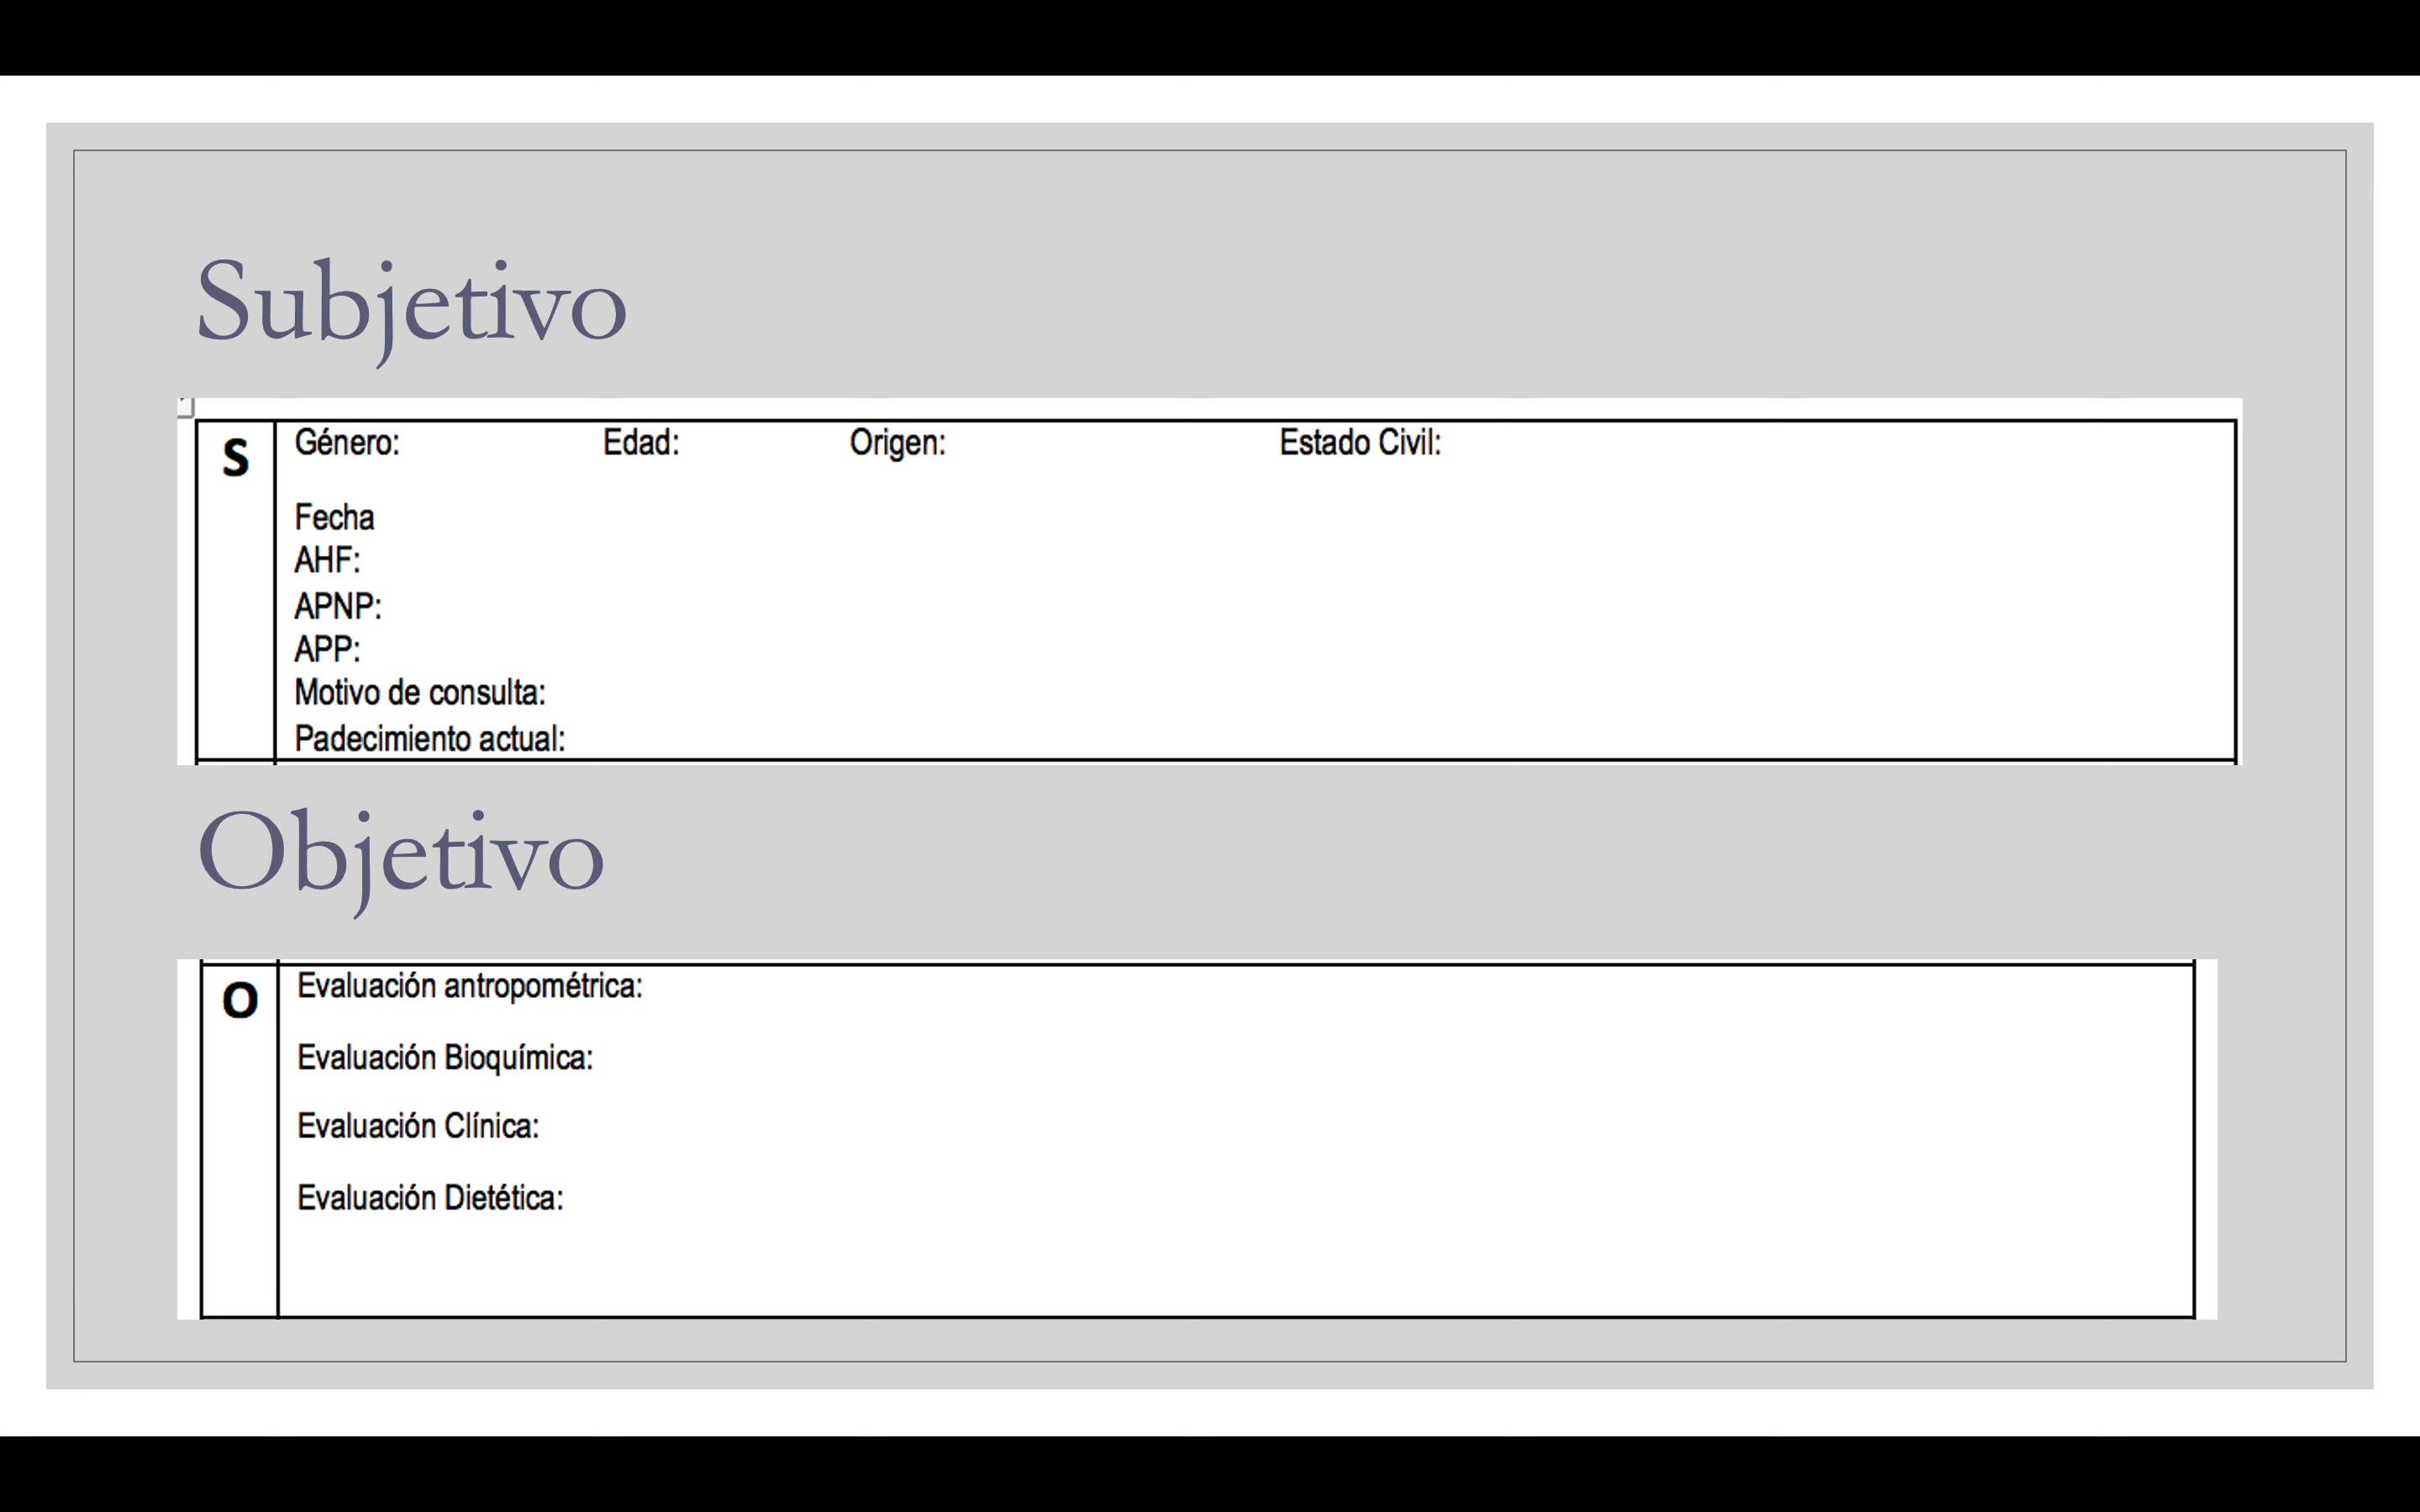 Subjetivo
S Género: Edad: Origen: Estado Civil:
Fecha
AHF:
APNP:
APP:
Motivo de consulta:
Padecimiento actual:
Objetivo
O Evaluación antropométrica:
Evaluación Bioquímica:
Evaluación Clínica:
Evaluación Dietética: